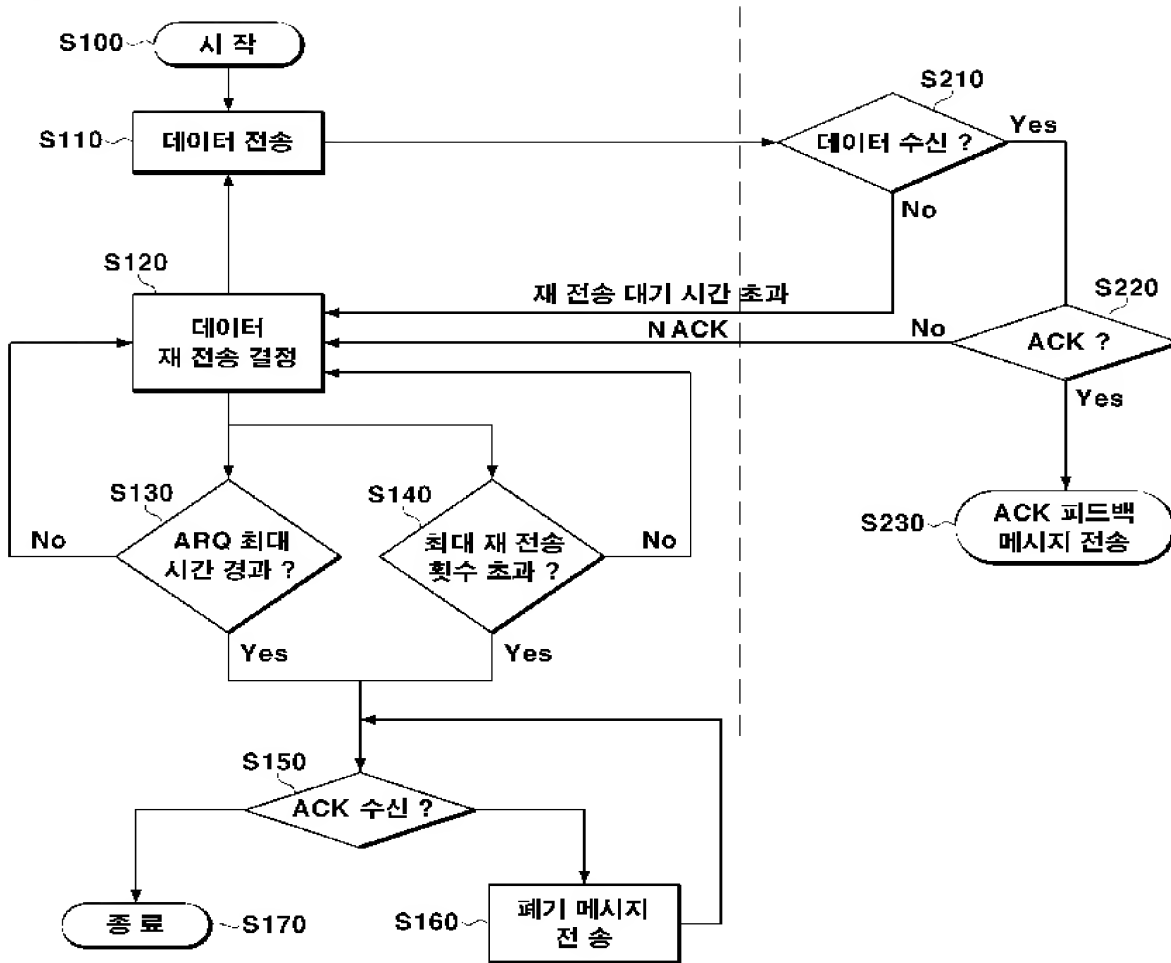 S100
시 작
S110
데이터 전송
S210
데이터 수신 ?
Yes
No
S120
데이터
재 전송 결정
재 전송 대기 시간 초과
NACK
No
S220
ACK ?
Yes
S130
ARQ 최대
시간 경과 ?
No
S140
최대 재 전송
횟수 초과 ?
No
S230
ACK 피드백
메시지 전송
Yes
Yes
S150
ACK 수신 ?
종 료
S170
S160
폐기 메시지
전 송